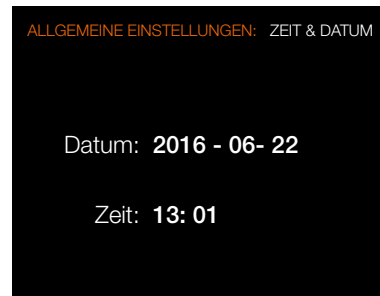 ALLGEMEINE EINSTELLUNGEN: ZEIT & DATUM
Datum: 2016 - 06- 22
Zeit: 13: 01